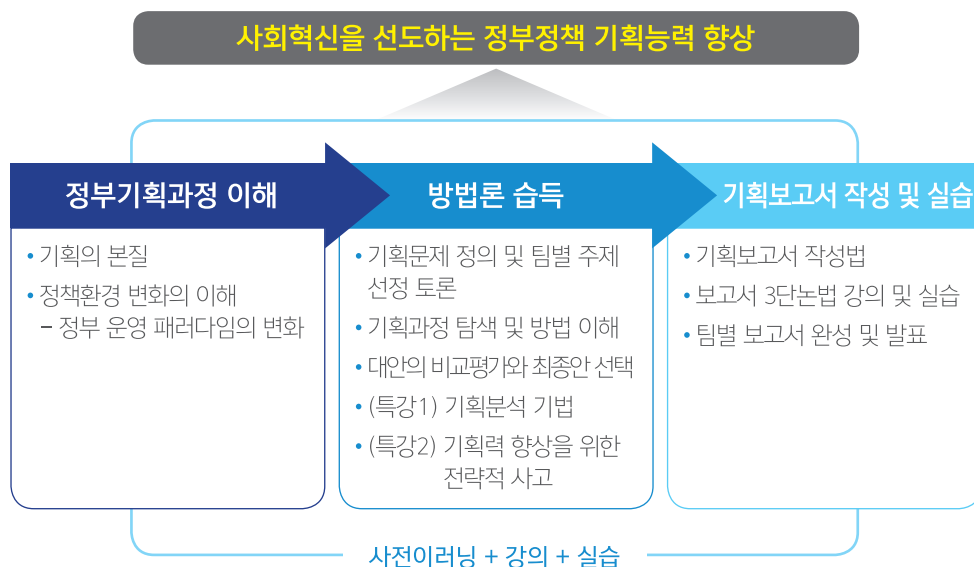 사회혁신을 선도하는 정부정책 기획능력 향상
정부기획과정 이해
• 기획의 본질
• 정책환경 변화의 이해
– 정부 운영 패러다임의 변화
방법론 습득
• 기획문제 정의 및 팀별 주제
선정 토론
• 기획과정 탐색 및 방법 이해
• 대안의 비교평가와 최종안 선택
• (특강1) 기획분석 기법
• (특강2) 기획력 향상을 위한
전략적 사고
기획보고서 작성 및 실습
• 기획보고서 작성법
• 보고서 3단논법 강의 및 실습
• 팀별 보고서 완성 및 발표
사전이러닝 + 강의 + 실습